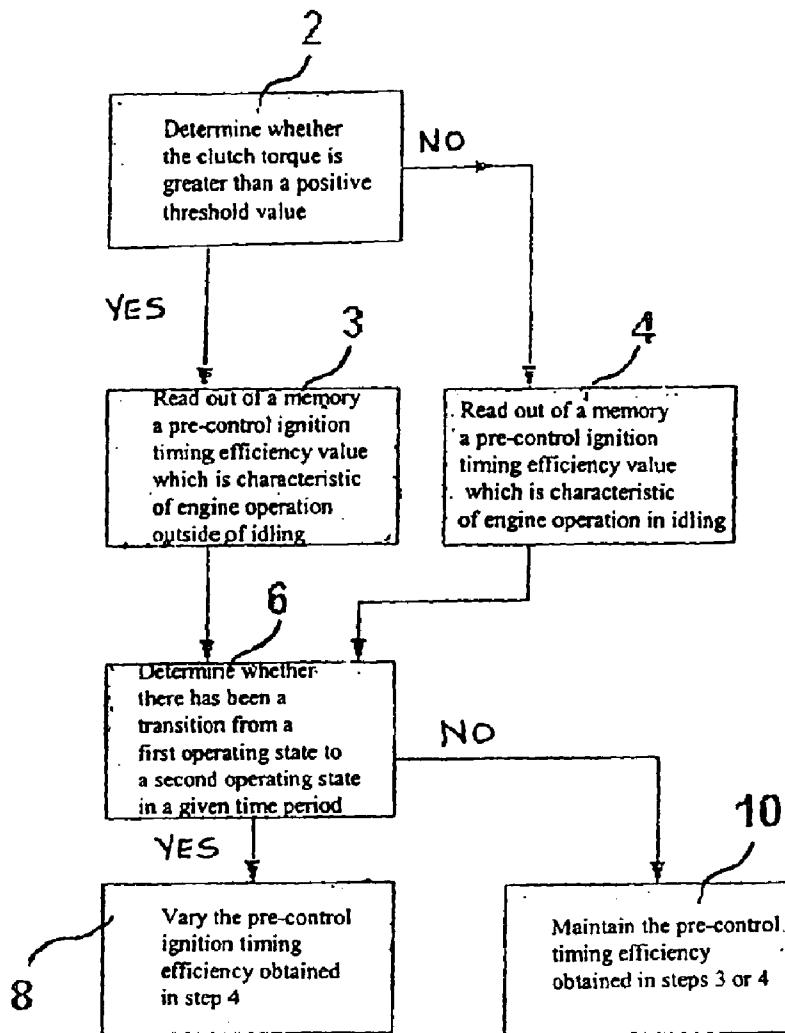 2
Determine whether
the clutch torque is
greater than a positive
threshold value
NO
YES
3
Read out of a memory
a pre-control ignition
timing efficiency value
which is characteristic
of engine operation
outside of idling
4
Read out of a memory
a pre-control ignition
timing efficiency value
which is characteristic
of engine operation in idling
6
Determine whether
there has been a
transition from a
first operating state to
a second operating state
in a given time period
NO
YES
8
Vary the pre-control
ignition timing
efficiency obtained
in step 4
10
Maintain the pre-control
timing efficiency
obtained in steps 3 or 4